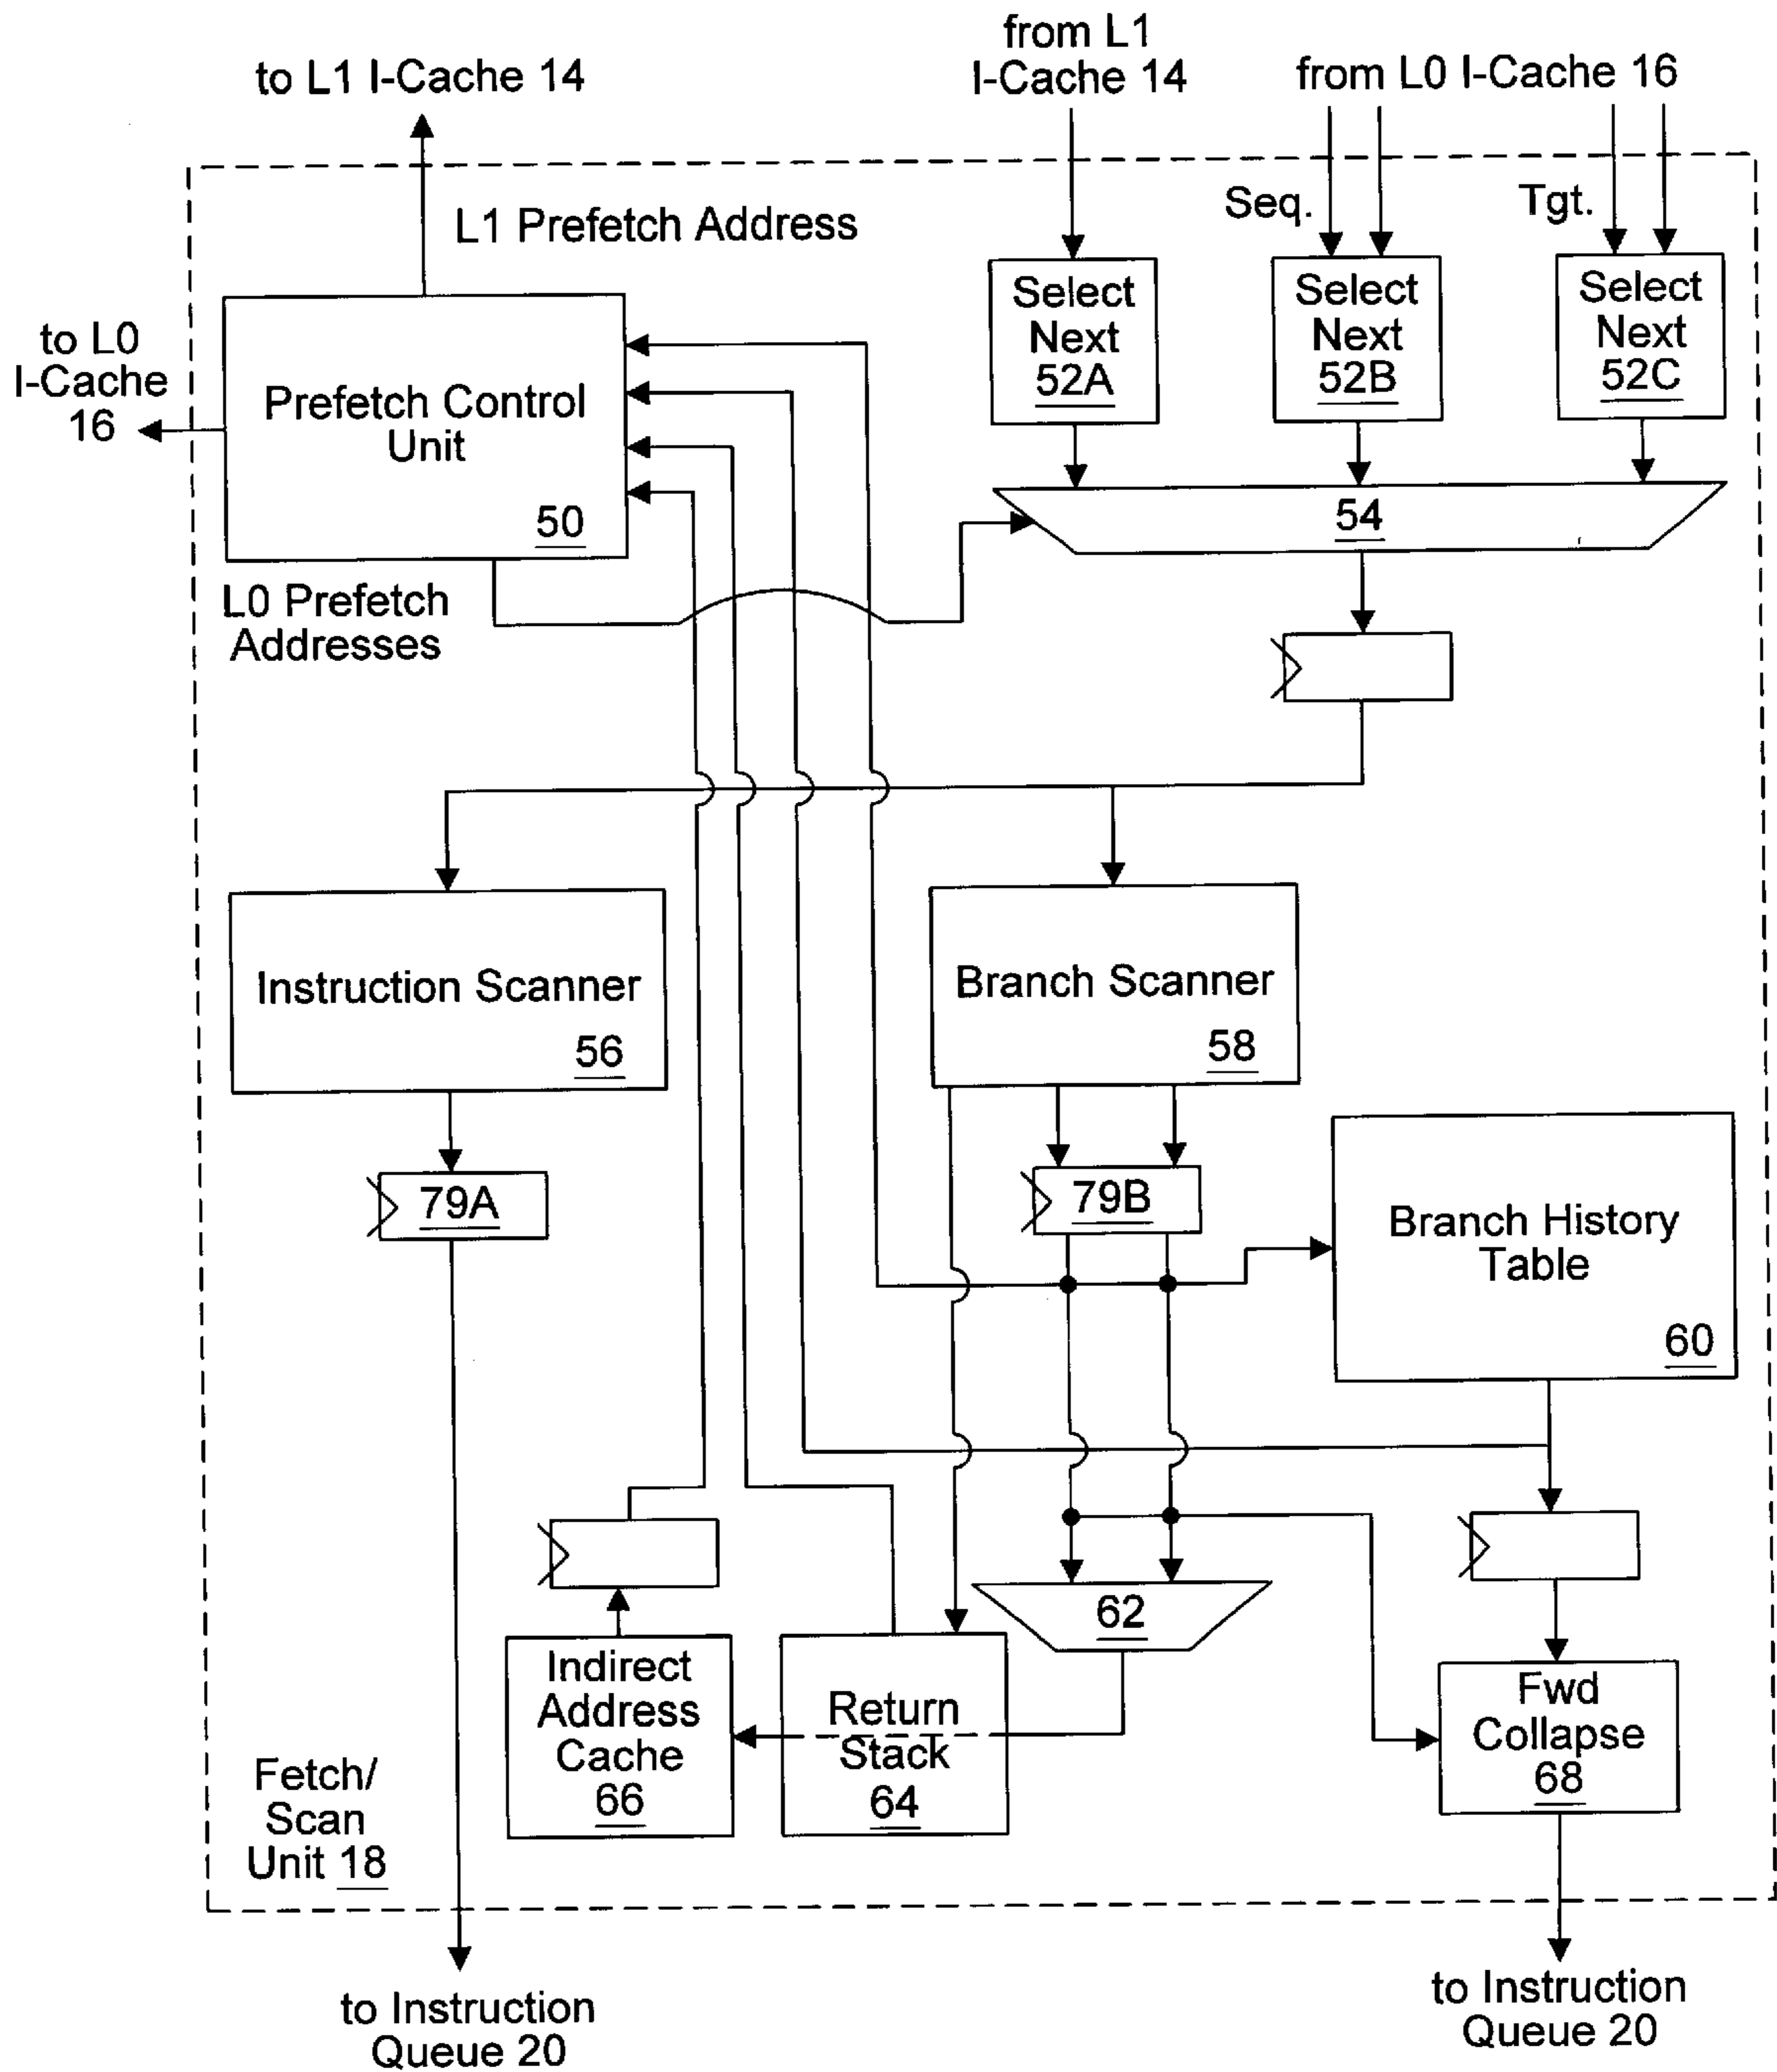 from L1
I-Cache 14
to L1 I-Cache 14
from L0 I-Cache 16
L1 Prefetch Address
Seq.
Tgt.
to L0
I-Cache
16
Prefetch Control
Unit
50
Select
Next
52A
Select
Next
52B
Select
Next
52C
54
L0 Prefetch
Addresses
Instruction Scanner
56
Branch Scanner
58
79A
79B
Branch History
Table
60
62
Indirect
Address
Cache
66
Return
Stack
64
Fwd
Collapse
68
Fetch/
Scan
Unit 18
to Instruction
Queue 20
to Instruction
Queue 20